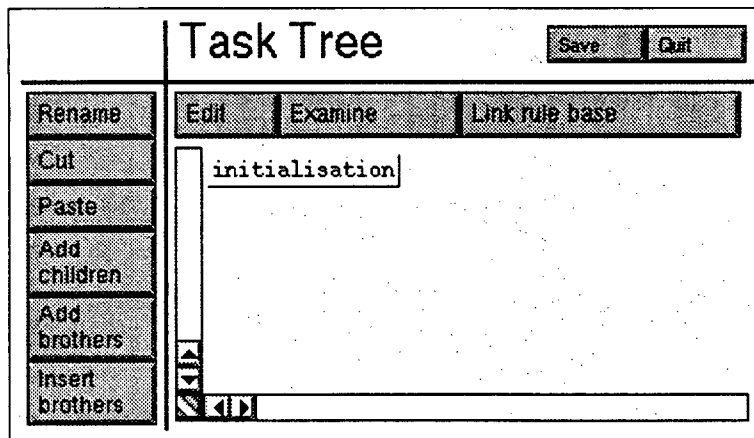 Task Tree
Save
Quit
Rename
Edit
Examine
Link rule base
Cut
initialisation
Paste
Add
children
Add
brothers
Insert
brothers